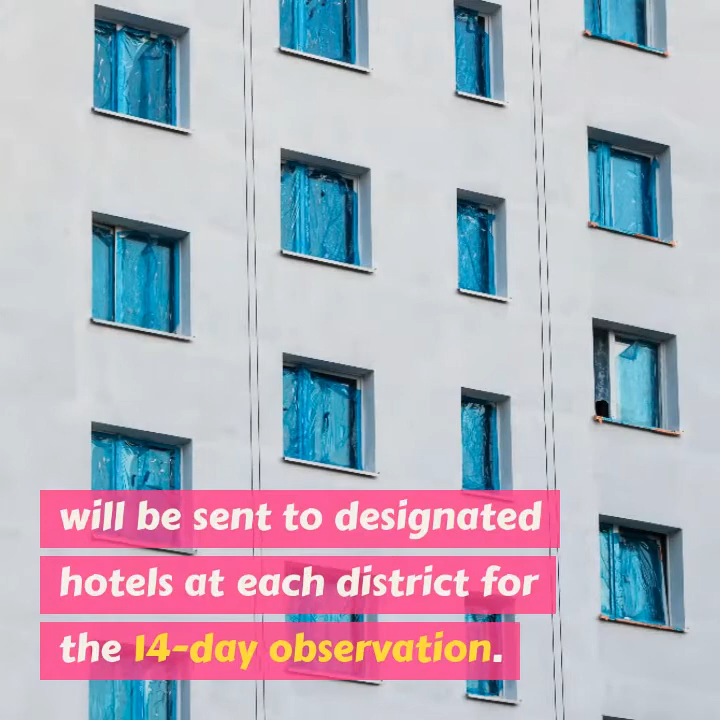 will be sent to designated
hotels at each district for
the 14-day observation.